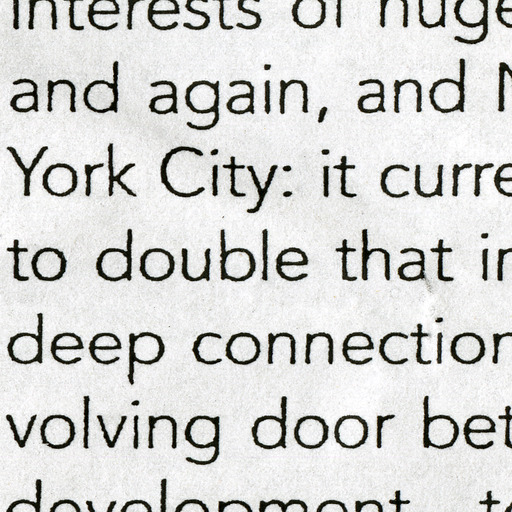 interests of huge
and again, and N
York City: it curre
to double that in
deep connection
volving door bet
development, to